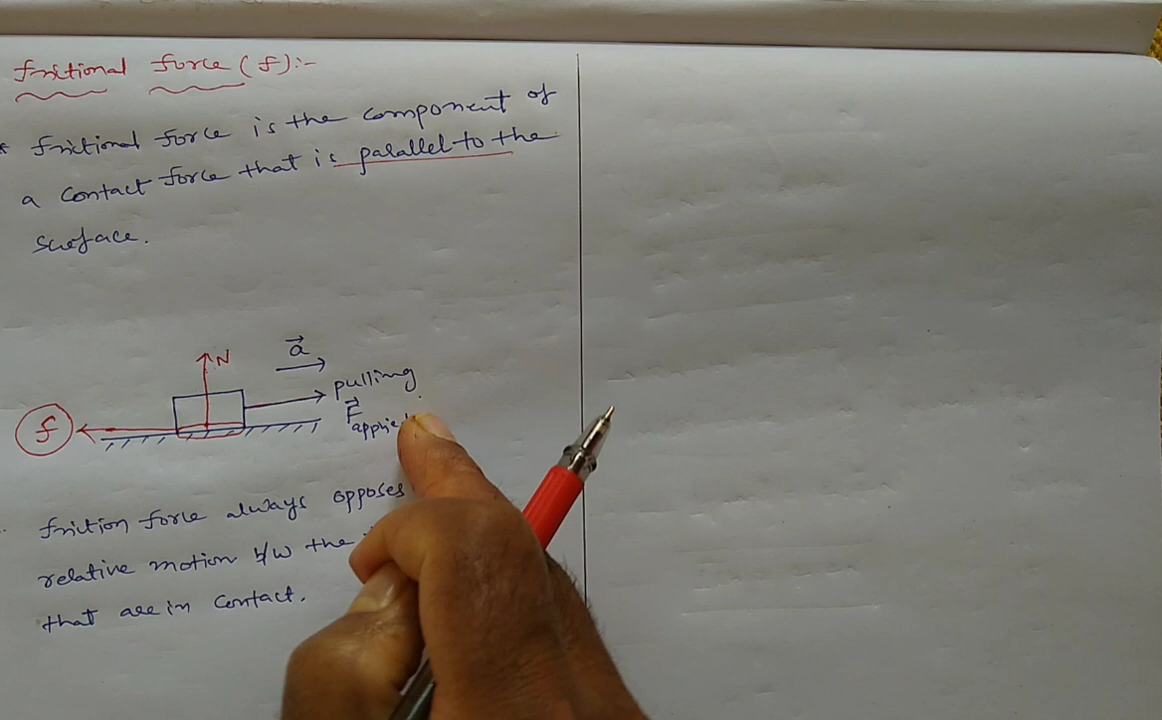 frictional force (f):-
* frictional force is the component of
a contact force that is parallel to the
surface.
N
a
pulling
f
F applied
friction force always opposes
relative motion b/w the
that are in contact.